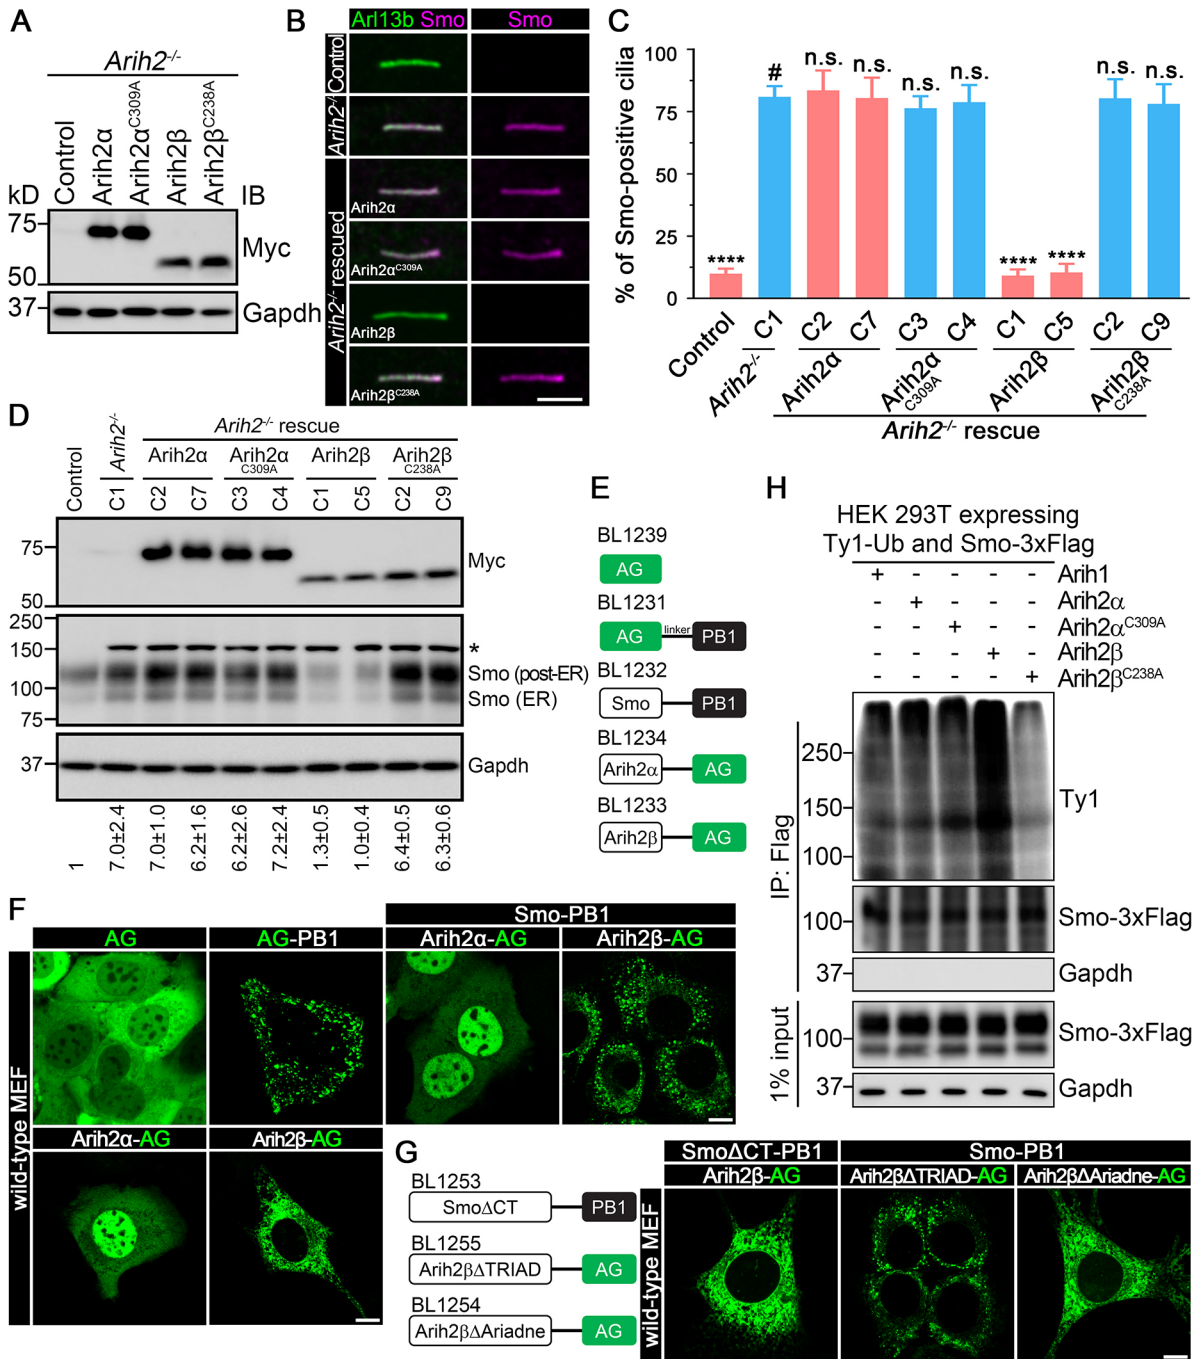 A
Arih2-/-
Control
Arih2α
Arih2αC309A
Arih2β
Arih2βC238A
kD
IB
75
50
37
Myc
Gapdh
B
Arl13b Smo
Smo
Control
Arih2-/-
Arih2-/- rescued
Arih2α
Arih2αC309A
Arih2β
Arih2βC238A
C
% of Smo-positive cilia
100
75
50
25
0
****
#
n.s.
n.s.
n.s.
n.s.
****
****
n.s.
n.s.
Control
C1
C2
C7
C3
C4
C1
C5
C2
C9
Arih2-/-
Arih2α
Arih2α
C309A
Arih2β
Arih2β
C238A
Arih2-/- rescue
D
Control
Arih2-/-
Arih2-/- rescue
Arih2α
Arih2α
C309A
Arih2β
Arih2β
C238A
C1
C2
C7
C3
C4
C1
C5
C2
C9
75
50
Myc
250
150
100
75
*
Smo (post-ER)
Smo (ER)
37
Gapdh
1
7.0±2.4
7.0±1.0
6.2±1.6
6.2±2.6
7.2±2.4
1.3±0.5
1.0±0.4
6.4±0.5
6.3±0.6
E
BL1239
AG
BL1231
AG linker PB1
BL1232
Smo PB1
BL1234
Arih2α AG
BL1233
Arih2β AG
H
HEK 293T expressing
Ty1-Ub and Smo-3xFlag
+ - - - - Arih1
- + - - - Arih2α
- - + - - Arih2αC309A
- - - + - Arih2β
- - - - + Arih2βC238A
IP: Flag
250
150
100
Ty1
100
Smo-3xFlag
37
Gapdh
1% input
100
Smo-3xFlag
37
Gapdh
F
wild-type MEF
Smo-PB1
AG
AG-PB1
Arih2α-AG
Arih2β-AG
Arih2α-AG
Arih2β-AG
G
BL1253
SmoΔCT PB1
BL1255
Arih2βΔTRIAD AG
BL1254
Arih2βΔAriadne AG
wild-type MEF
SmoΔCT-PB1
Smo-PB1
Arih2β-AG
Arih2βΔTRIAD-AG
Arih2βΔAriadne-AG